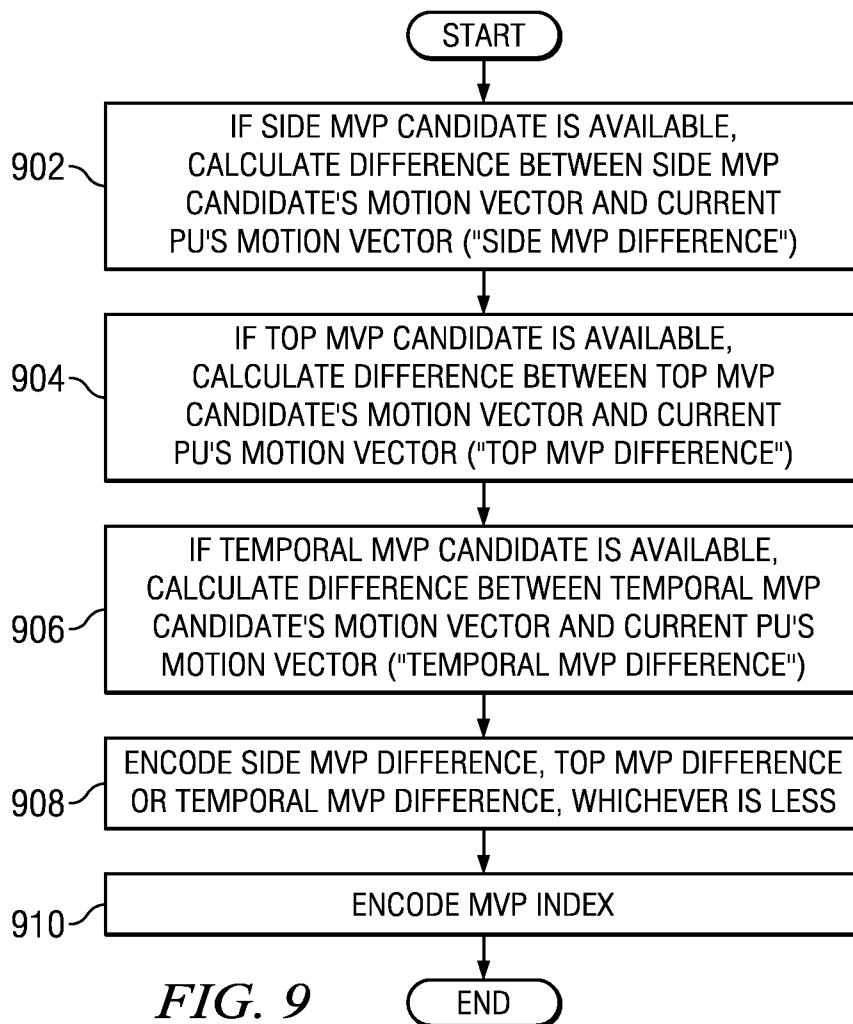 START
902
IF SIDE MVP CANDIDATE IS AVAILABLE,
CALCULATE DIFFERENCE BETWEEN SIDE MVP
CANDIDATE'S MOTION VECTOR AND CURRENT
PU'S MOTION VECTOR ("SIDE MVP DIFFERENCE")
904
IF TOP MVP CANDIDATE IS AVAILABLE,
CALCULATE DIFFERENCE BETWEEN TOP MVP
CANDIDATE'S MOTION VECTOR AND CURRENT
PU'S MOTION VECTOR ("TOP MVP DIFFERENCE")
906
IF TEMPORAL MVP CANDIDATE IS AVAILABLE,
CALCULATE DIFFERENCE BETWEEN TEMPORAL MVP
CANDIDATE'S MOTION VECTOR AND CURRENT PU'S
MOTION VECTOR ("TEMPORAL MVP DIFFERENCE")
908
ENCODE SIDE MVP DIFFERENCE, TOP MVP DIFFERENCE
OR TEMPORAL MVP DIFFERENCE, WHICHEVER IS LESS
910
ENCODE MVP INDEX
FIG. 9
END